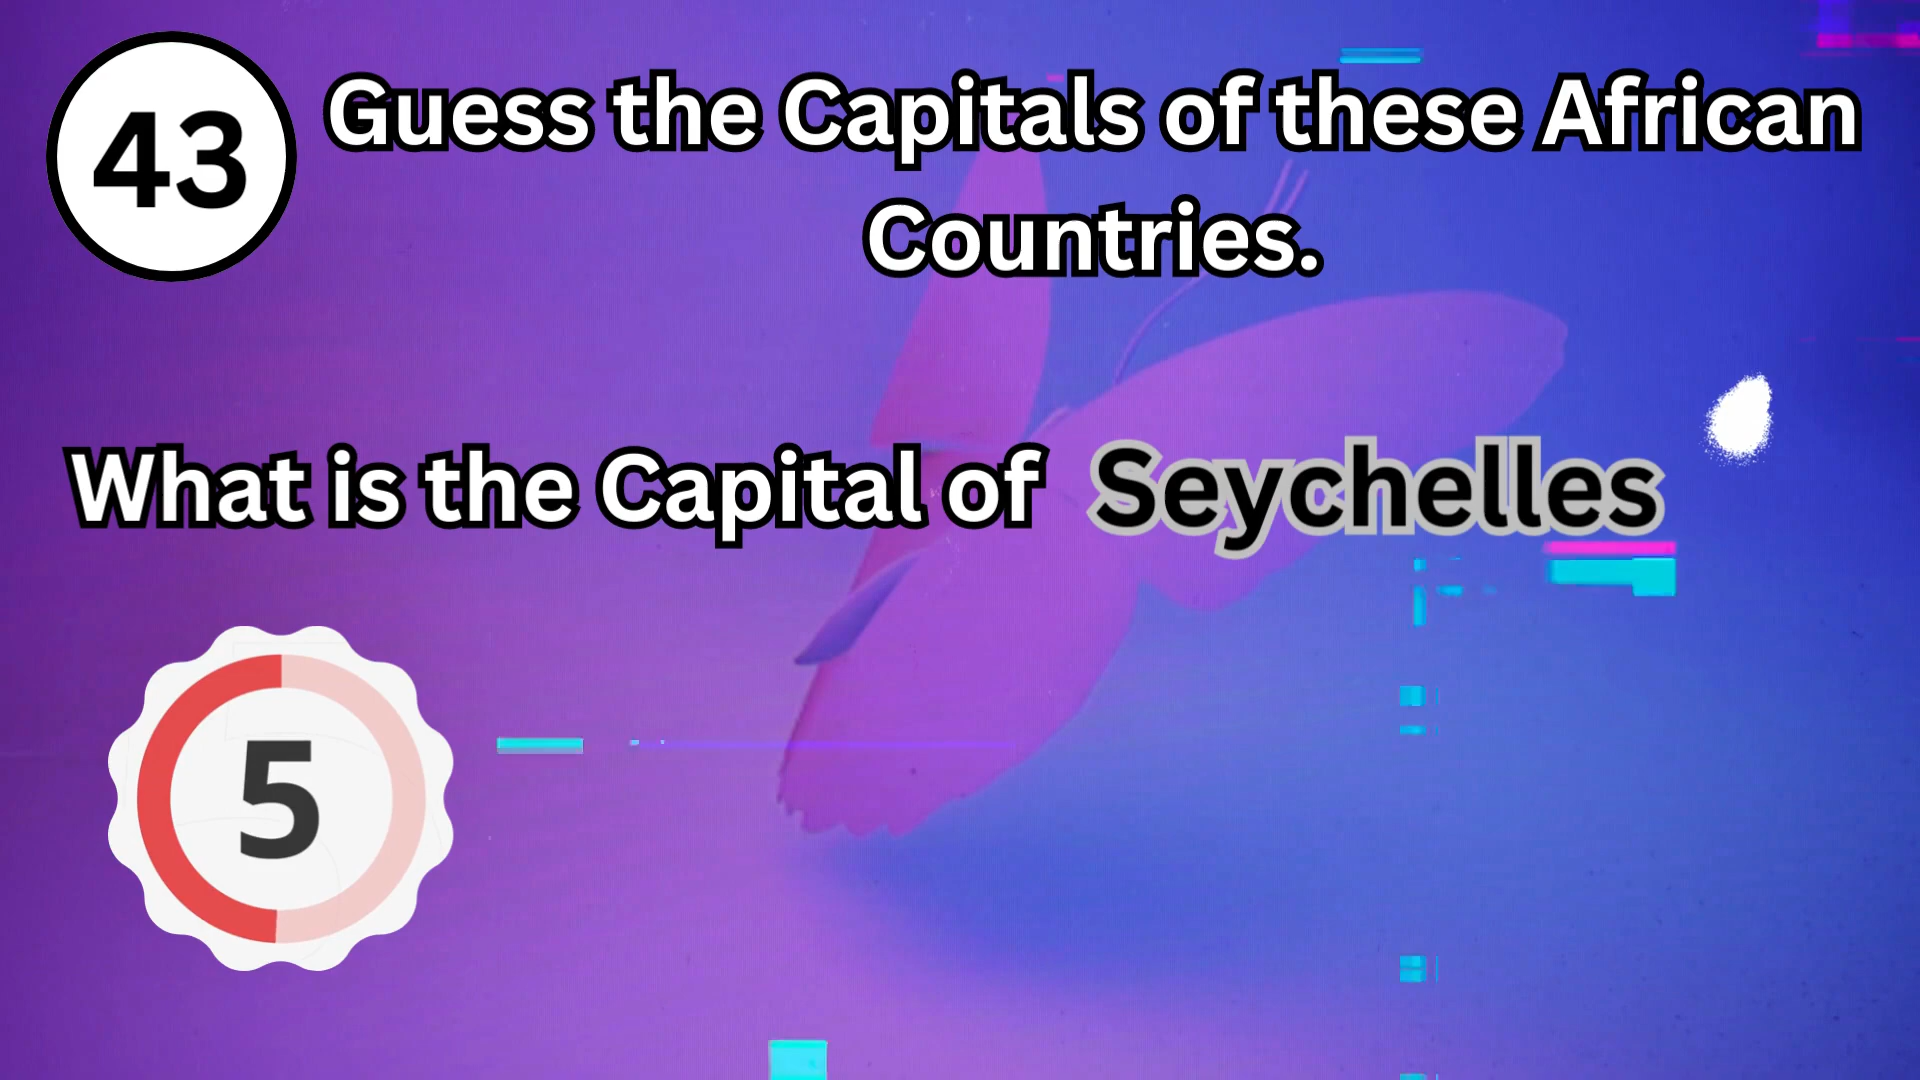 43
Guess the Capitals of these African
Countries.
What is the Capital of Seychelles
5